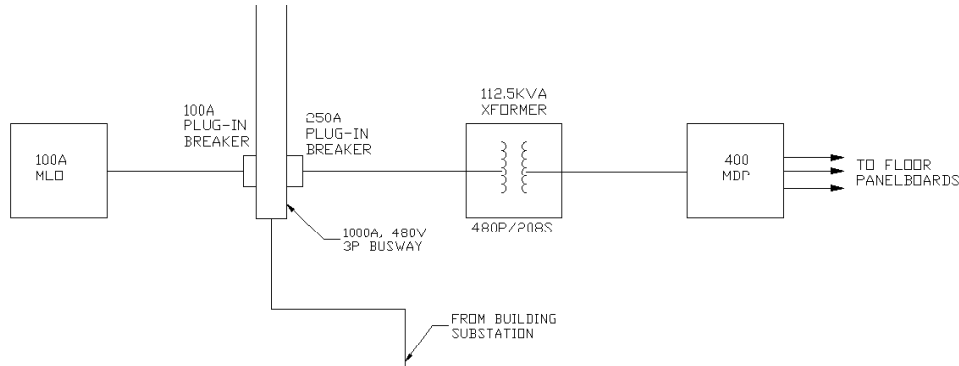 112.5KVA
XFORMER
100A
PLUG-IN
BREAKER
250A
PLUG-IN
BREAKER
100A
MLO
400
MDP
TO FLOOR
PANELBOARDS
480P/208S
1000A, 480V
3P BUSWAY
FROM BUILDING
SUBSTATION